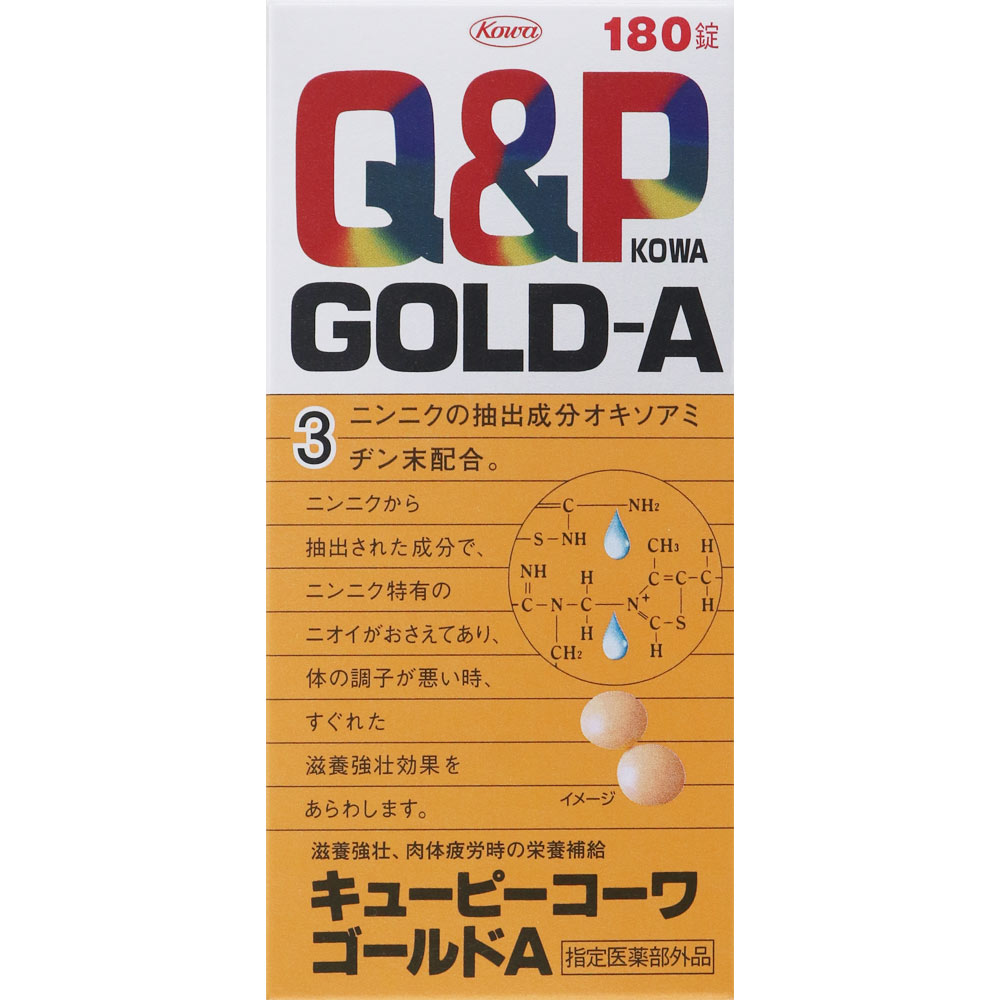 Kowa
180錠
Q&P
KOWA
GOLD-A
3
ニンニクの抽出成分オキソアミ
ヂン末配合。
ニンニクから
抽出された成分で、
ニンニク特有の
ニオイがおさえてあり、
体の調子が悪い時、
すぐれた
滋養強壮効果を
あらわします。
=C—NH2
-S-NH
NH
C-N-C-N+
H
H
CH2
CH3
H
C=C-C-
H
C-S
H
イメージ
滋養強壮、肉体疲労時の栄養補給
キューピーコーワ
ゴールドA
指定医薬部外品